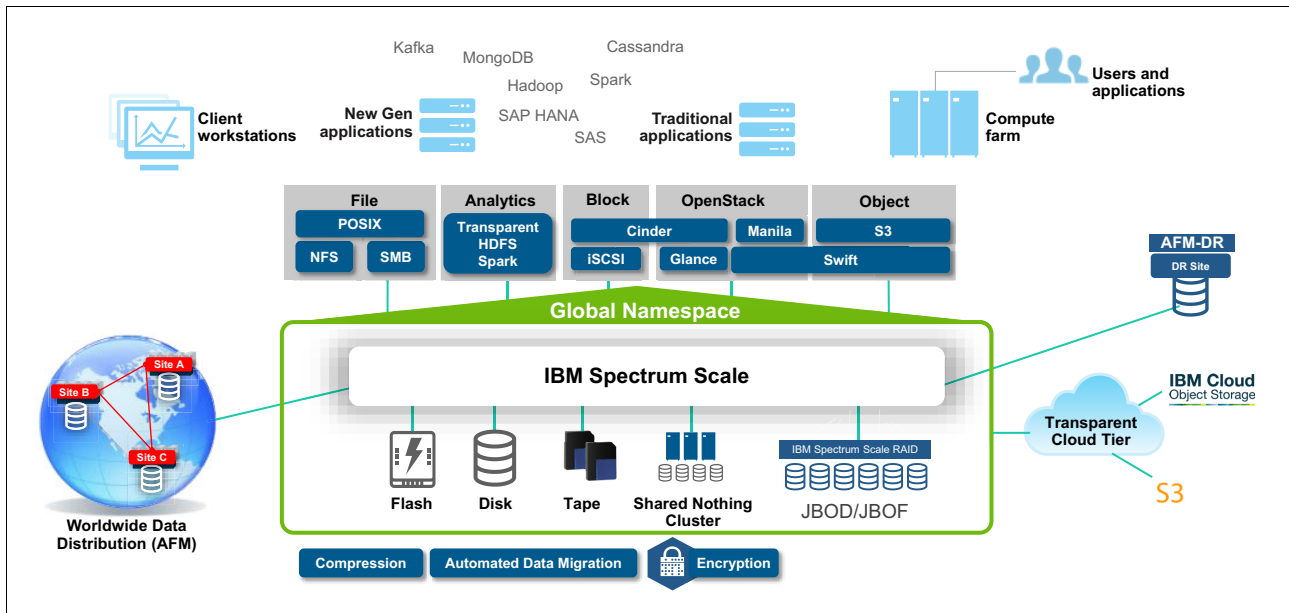 Kafka
MongoDB
Cassandra
Hadoop
Spark
SAP HANA
SAS
Client
workstations
New Gen
applications
Traditional
applications
Compute
farm
Users and
applications
File
POSIX
NFS
SMB
Analytics
Transparent
HDFS
Spark
Block
OpenStack
Cinder
Manila
iSCSI
Glance
Object
S3
Swift
AFM-DR
DR Site
Global Namespace
IBM Spectrum Scale
Site A
Site B
Site C
Worldwide Data
Distribution (AFM)
Flash
Disk
Tape
Shared Nothing
Cluster
IBM Spectrum Scale RAID
JBOD/JBOF
Transparent
Cloud Tier
IBM Cloud
Object Storage
S3
Compression
Automated Data Migration
Encryption